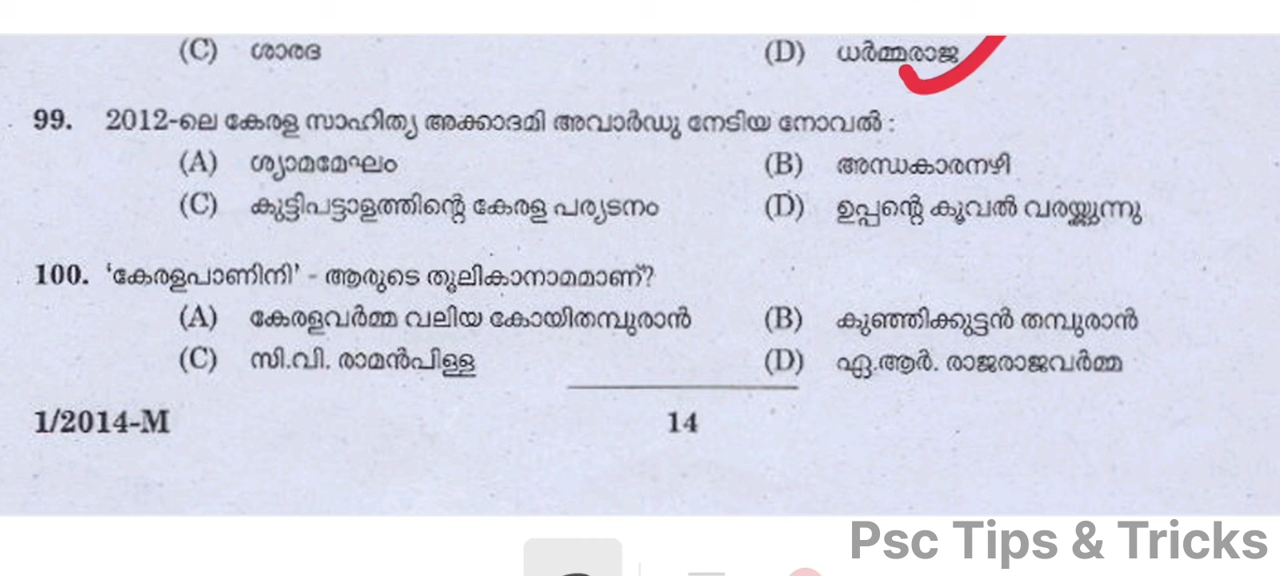 (C) ശാരദ (D) ധർമ്മരാജ
99. 2012-ലെ കേരള സാഹിത്യ അക്കാദമി അവാർഡു നേടിയ നോവൽ :
(A) ശ്യാമമേഘം (B) അന്ധകാരനഴി
(C) കുട്ടിപട്ടാളത്തിന്റെ കേരള പര്യടനം (D) ഉപ്പന്റെ കൂവൽ വരയ്ക്കുന്നു
100. 'കേരളപാണിനി' - ആരുടെ തൂലികാനാമമാണ്?
(A) കേരളവർമ്മ വലിയ കോയിതമ്പുരാൻ (B) കുഞ്ഞിക്കുട്ടൻ തമ്പുരാൻ
(C) സി.വി. രാമൻപിള്ള (D) ഏ.ആർ. രാജരാജവർമ്മ
1/2014-M 14
Psc Tips & Tricks